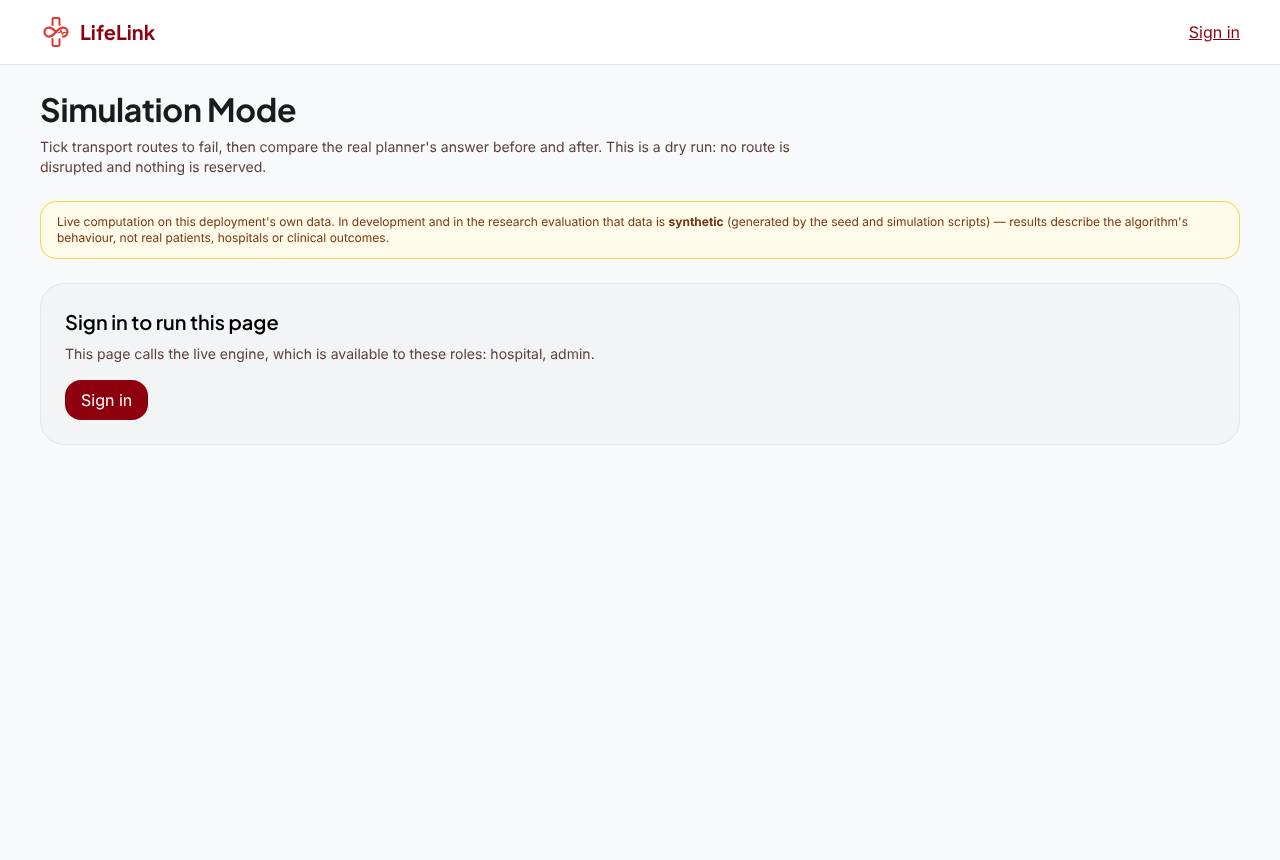 LifeLink
Sign in
Simulation Mode
Tick transport routes to fail, then compare the real planner's answer before and after. This is a dry run: no route is
disrupted and nothing is reserved.
Live computation on this deployment's own data. In development and in the research evaluation that data is synthetic (generated by the seed and simulation scripts) — results describe the algorithm's
behaviour, not real patients, hospitals or clinical outcomes.
Sign in to run this page
This page calls the live engine, which is available to these roles: hospital, admin.
Sign in